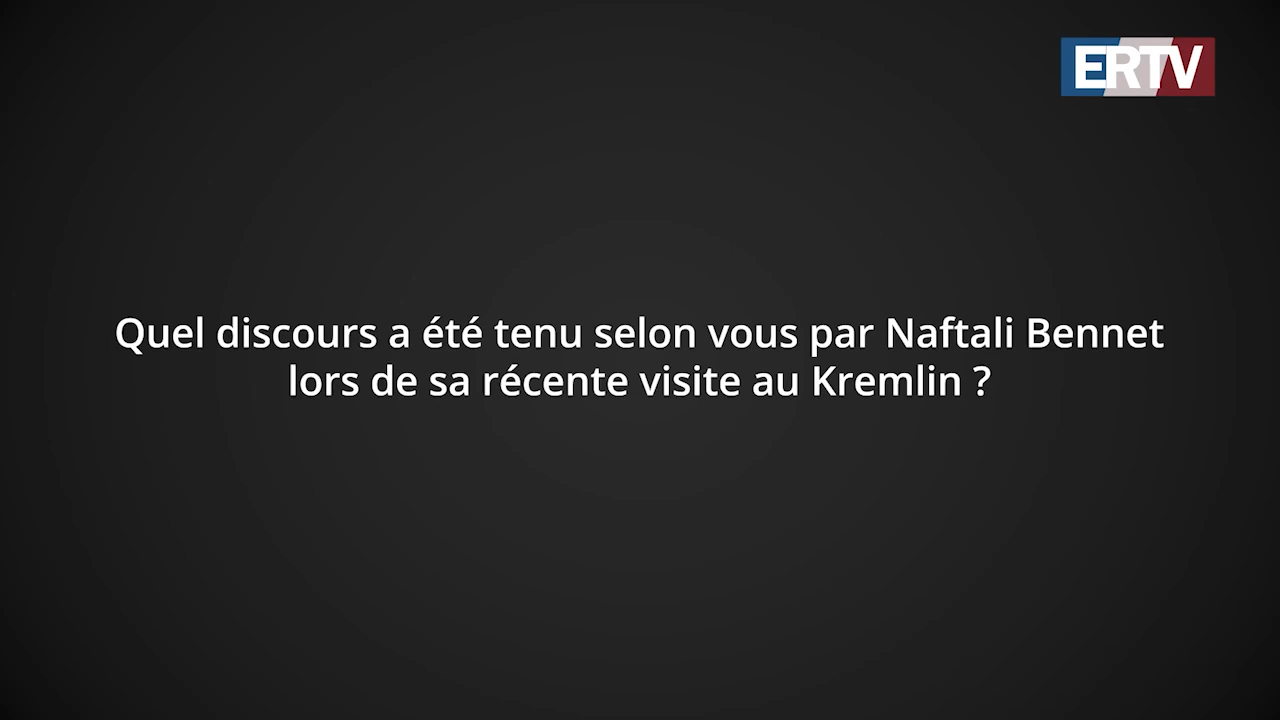 ERTV
Quel discours a été tenu selon vous par Naftali Bennet
lors de sa récente visite au Kremlin ?